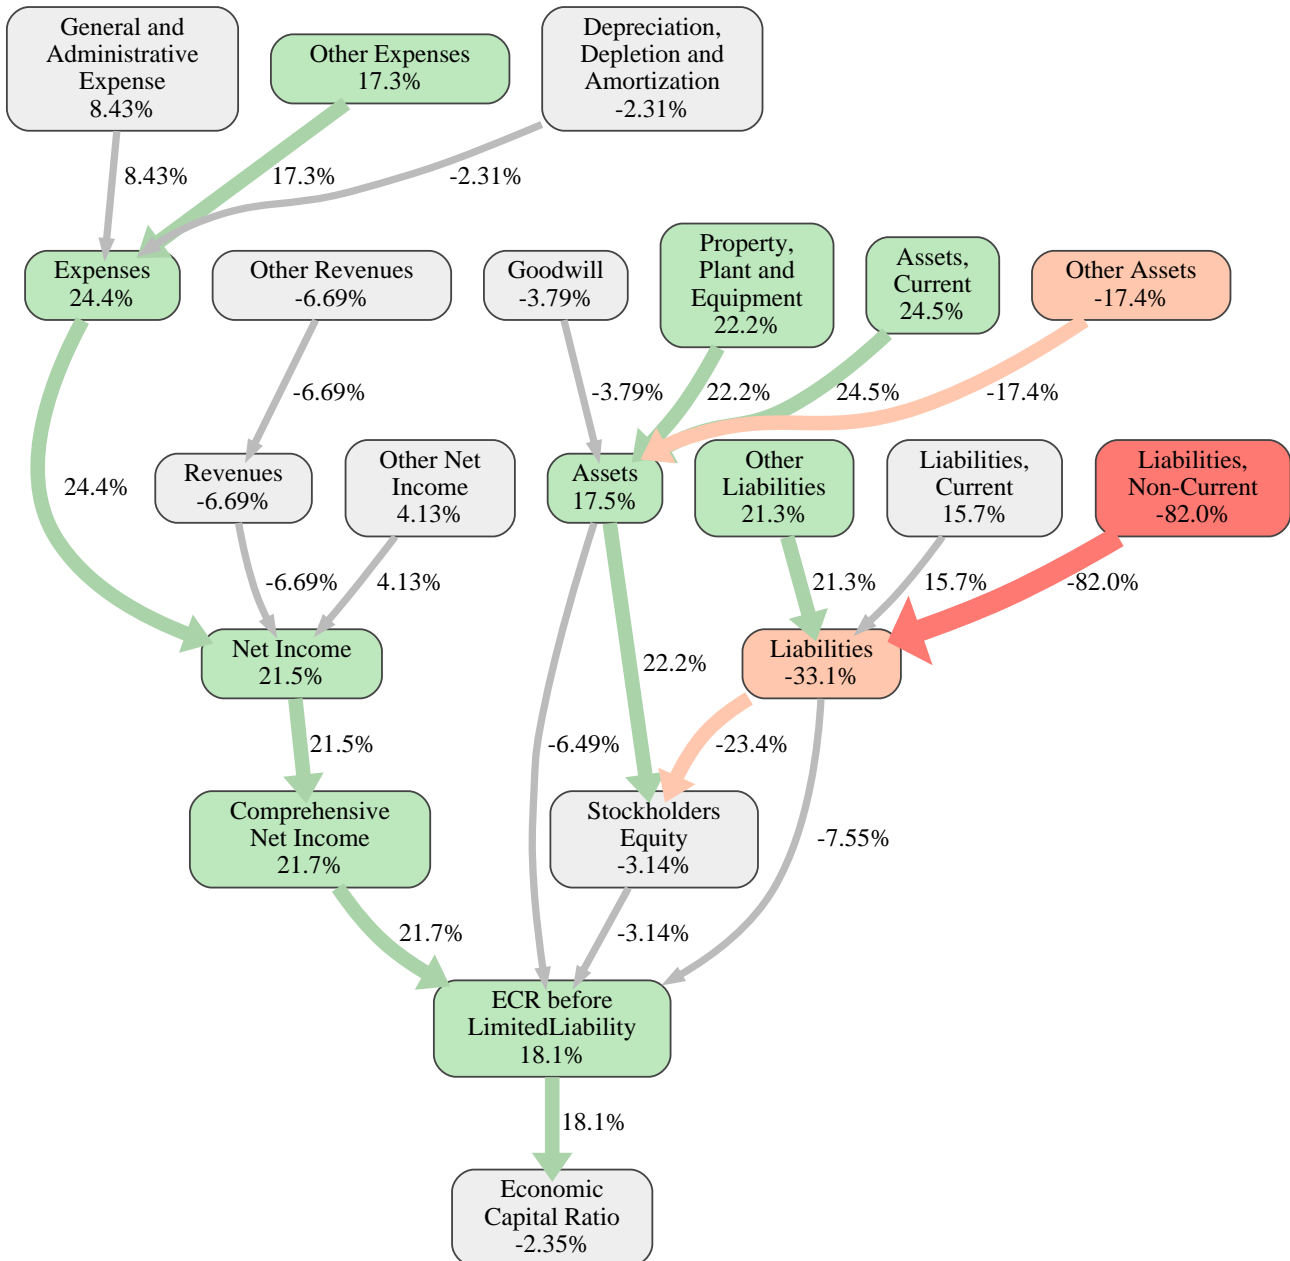 General and
Administrative
Expense
8.43%
Other Expenses
17.3%
Depreciation,
Depletion and
Amortization
-2.31%
8.43%
17.3%
-2.31%
Expenses
24.4%
Other Revenues
-6.69%
Goodwill
-3.79%
Property,
Plant and
Equipment
22.2%
Assets,
Current
24.5%
Other Assets
-17.4%
-6.69%
-3.79%
22.2%
24.5%
-17.4%
24.4%
Revenues
-6.69%
Other Net
Income
4.13%
Assets
17.5%
Other
Liabilities
21.3%
Liabilities,
Current
15.7%
Liabilities,
Non-Current
-82.0%
-6.69%
4.13%
21.3%
15.7%
-82.0%
Net Income
21.5%
22.2%
Liabilities
-33.1%
21.5%
-6.49%
-23.4%
Comprehensive
Net Income
21.7%
Stockholders
Equity
-3.14%
-7.55%
21.7%
-3.14%
ECR before
LimitedLiability
18.1%
18.1%
Economic
Capital Ratio
-2.35%